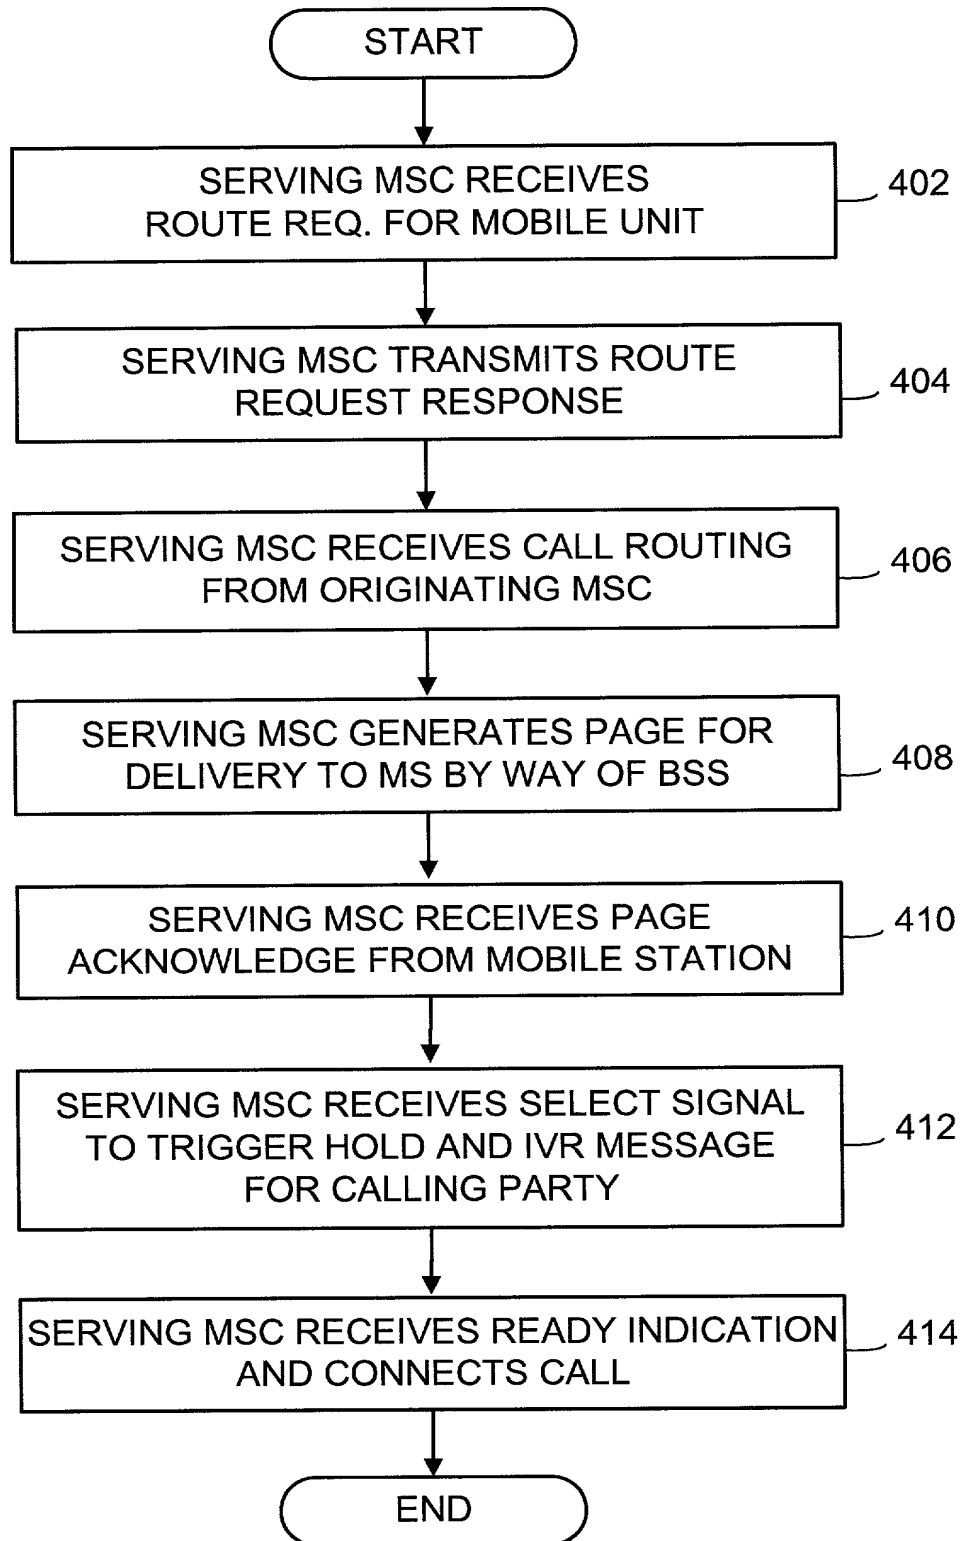 START
SERVING MSC RECEIVES
ROUTE REQ. FOR MOBILE UNIT
402
SERVING MSC TRANSMITS ROUTE
REQUEST RESPONSE
404
SERVING MSC RECEIVES CALL ROUTING
FROM ORIGINATING MSC
406
SERVING MSC GENERATES PAGE FOR
DELIVERY TO MS BY WAY OF BSS
408
SERVING MSC RECEIVES PAGE
ACKNOWLEDGE FROM MOBILE STATION
410
SERVING MSC RECEIVES SELECT SIGNAL
TO TRIGGER HOLD AND IVR MESSAGE
FOR CALLING PARTY
412
SERVING MSC RECEIVES READY INDICATION
AND CONNECTS CALL
414
END